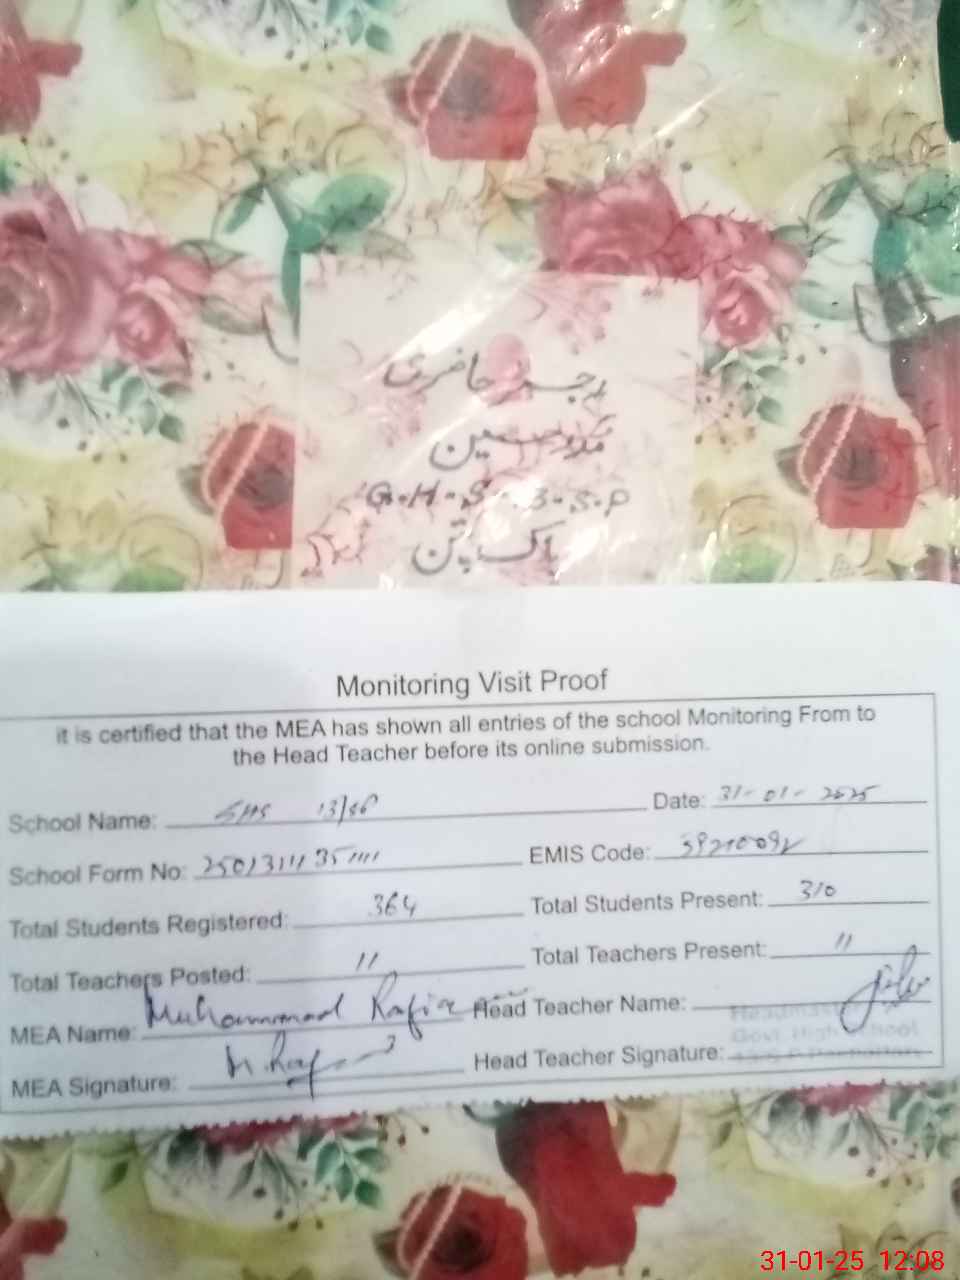 رجسٹر حاضری
مدرسین
G.H.S. 13.S.P
پاک پتن
Monitoring Visit Proof
it is certified that the MEA has shown all entries of the school Monitoring From to
the Head Teacher before its online submission.
School Name: GHS 13/SP Date: 31-01-2025
School Form No: EMIS Code:
Total Students Registered: 364 Total Students Present: 310
Total Teachers Posted: 11 Total Teachers Present: 11
MEA Name: Muhammad Rafiq Head Teacher Name:
Headmaster
Govt. High School
MEA Signature: Head Teacher Signature:
31-01-25 12:08